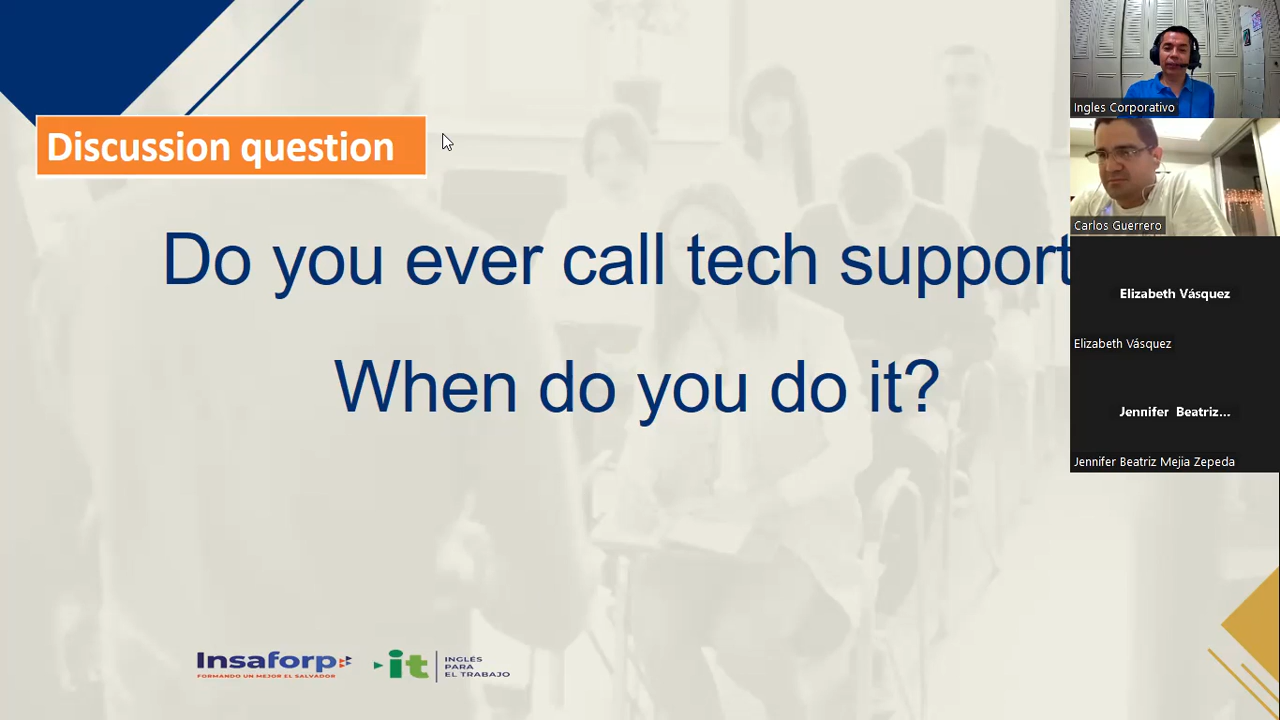 Discussion question
Do you ever call tech support
When do you do it?
Insaforp
FORMANDO UN MEJOR EL SALVADOR
it
INGLÉS
PARA
EL TRABAJO
Ingles Corporativo
Carlos Guerrero
Elizabeth Vásquez
Elizabeth Vásquez
Jennifer Beatriz...
Jennifer Beatriz Mejia Zepeda